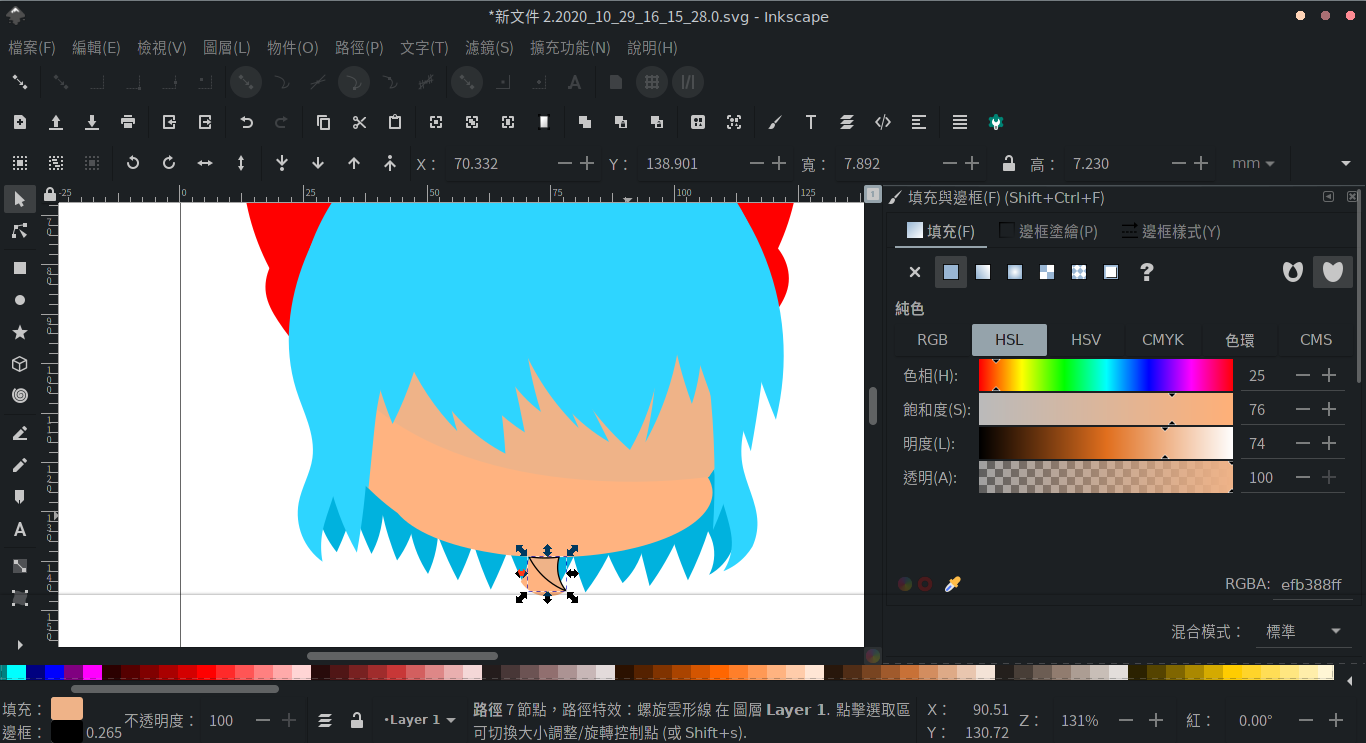 *新文件 2.2020_10_29_16_15_28.0.svg - Inkscape
檔案(F) 編輯(E) 檢視(V) 圖層(L) 物件(O) 路徑(P) 文字(T) 濾鏡(S) 擴充功能(N) 說明(H)
X： 70.332 Y： 138.901 寬： 7.892 高： 7.230 mm
-25 0 25 50 75 100 125 1
填充與邊框(F) (Shift+Ctrl+F)
填充(F) 邊框塗繪(P) 邊框樣式(Y)
純色
RGB HSL HSV CMYK 色環 CMS
色相(H): 25
飽和度(S): 76
明度(L): 74
透明(A): 100
RGBA: efb388ff
混合模式： 標準
填充： 不透明度： 100 •Layer 1 路徑 7 節點，路徑特效：螺旋雲形線 在 圖層 Layer 1. 點擊選取區 X： 90.51 Z： 131% 紅： 0.00°
邊框： 0.265 可切換大小調整/旋轉控制點 (或 Shift+s). Y： 130.72